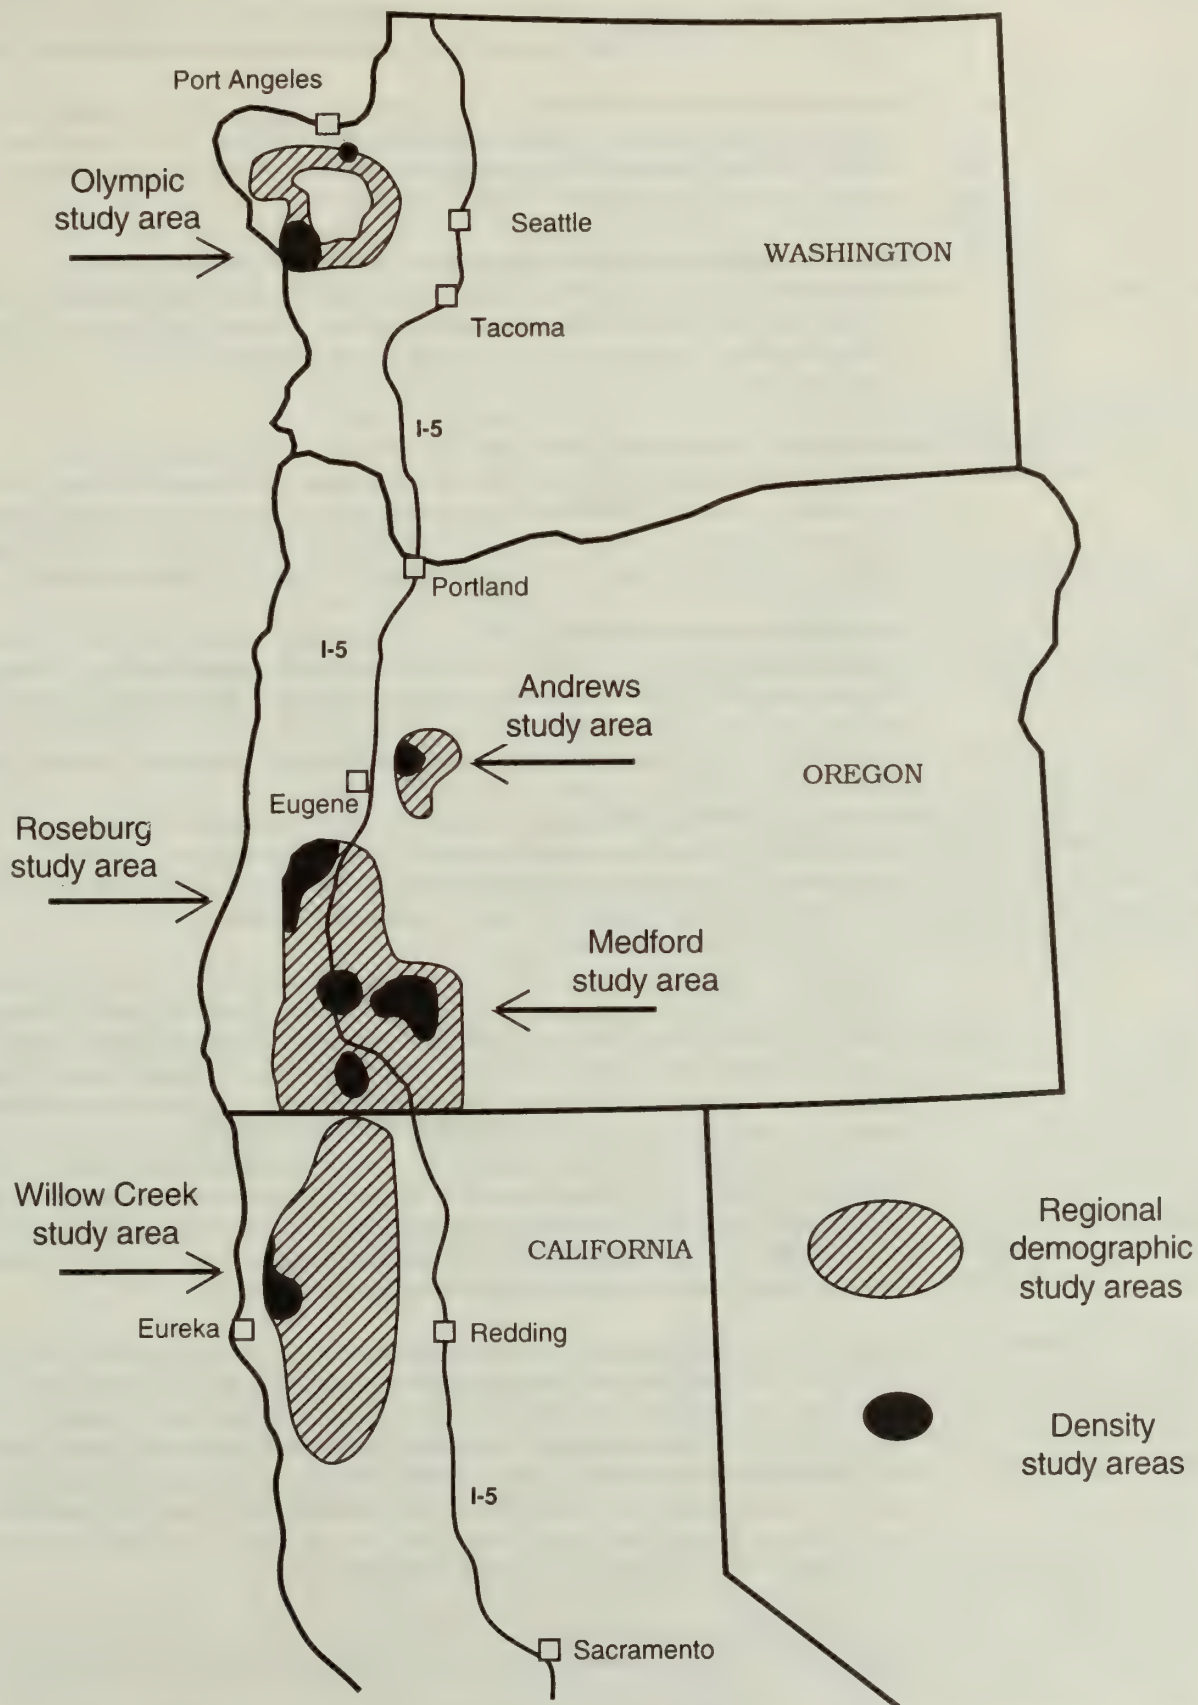 Port Angeles
Olympic
study area
Seattle
WASHINGTON
Tacoma
I-5
Portland
I-5
Andrews
study area
OREGON
Eugene
Roseburg
study area
Medford
study area
Willow Creek
study area
CALIFORNIA
Regional
demographic
study areas
Eureka
Redding
Density
study areas
I-5
Sacramento